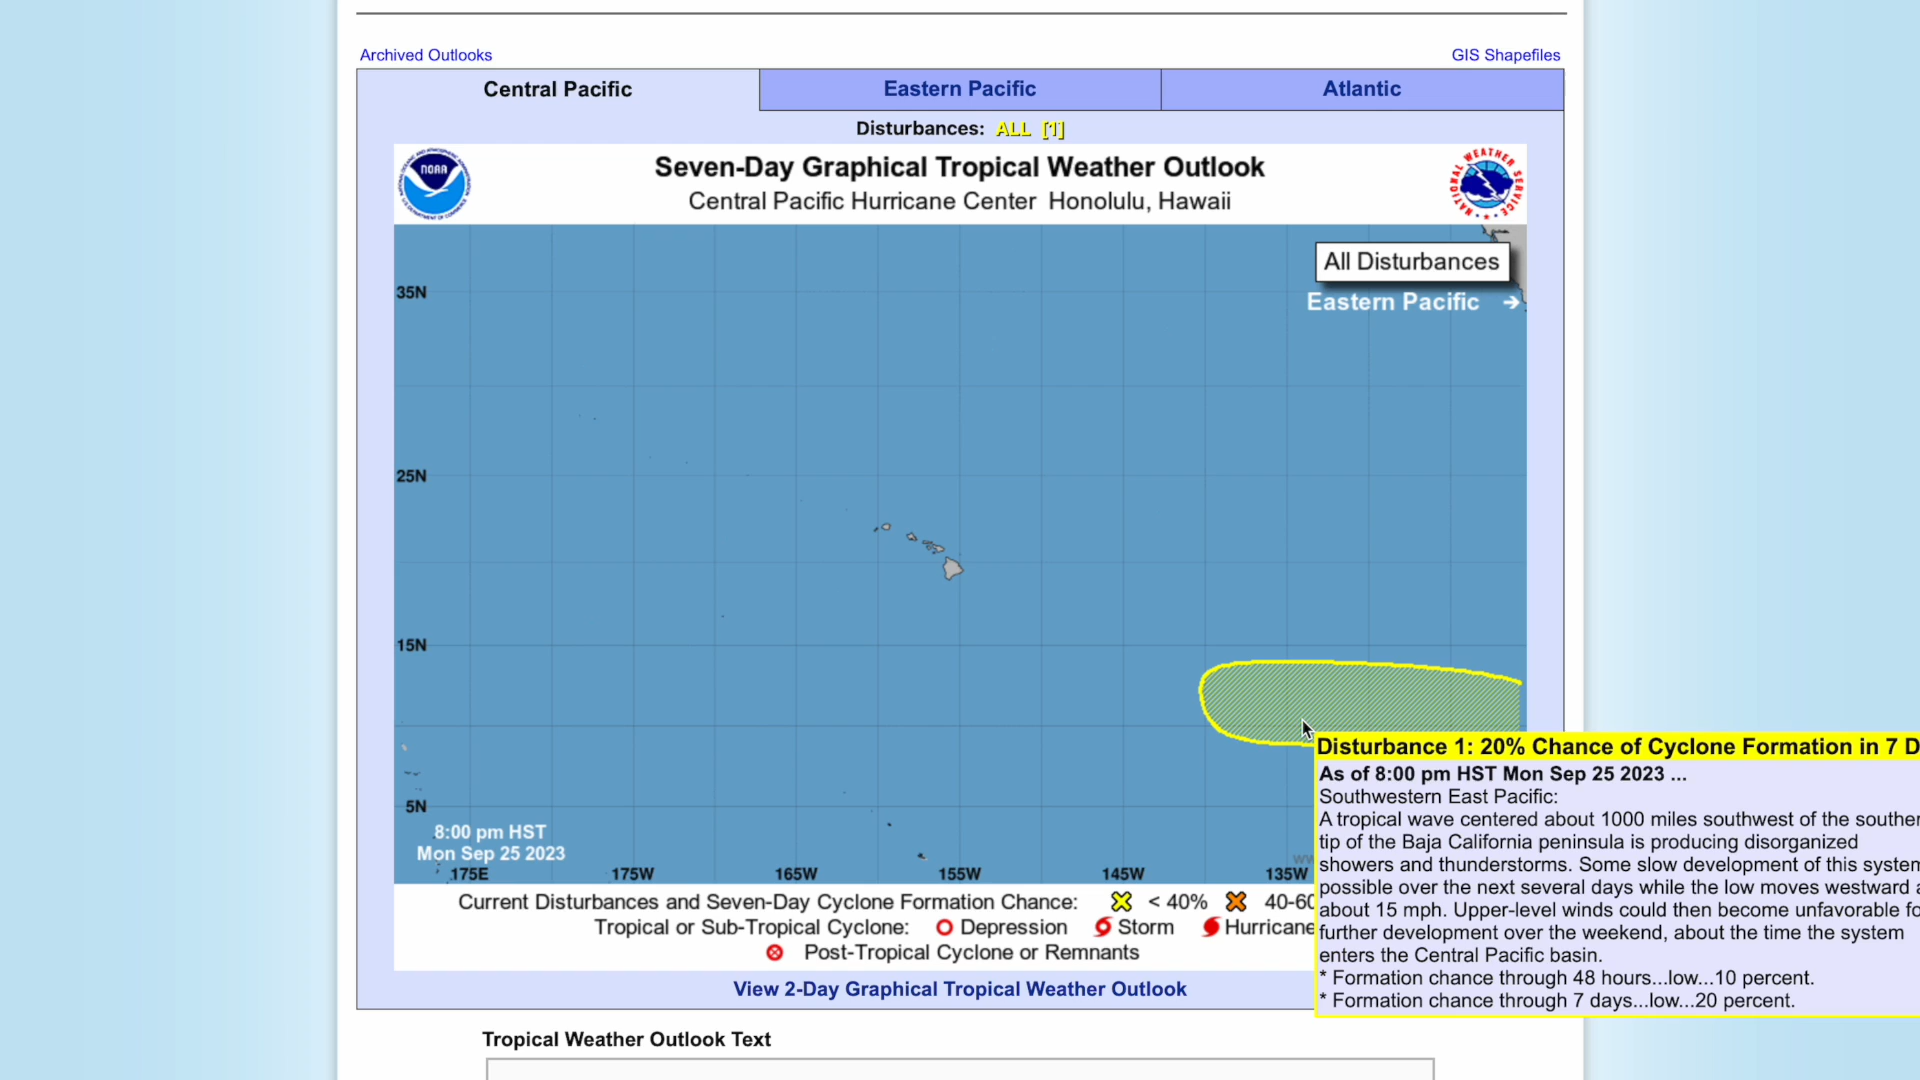 Archived Outlooks
GIS Shapefiles
Central Pacific
Eastern Pacific
Atlantic
Disturbances: ALL [1]
NOAA
Seven-Day Graphical Tropical Weather Outlook
Central Pacific Hurricane Center Honolulu, Hawaii
NATIONAL WEATHER SERVICE
All Disturbances
Eastern Pacific →
35N
25N
15N
5N
8:00 pm HST
Mon Sep 25 2023
175E
175W
165W
155W
145W
135W
Current Disturbances and Seven-Day Cyclone Formation Chance: < 40% 40-60
Tropical or Sub-Tropical Cyclone: Depression Storm Hurricane
Post-Tropical Cyclone or Remnants
Disturbance 1: 20% Chance of Cyclone Formation in 7 D
As of 8:00 pm HST Mon Sep 25 2023 ...
Southwestern East Pacific:
A tropical wave centered about 1000 miles southwest of the souther
tip of the Baja California peninsula is producing disorganized
showers and thunderstorms. Some slow development of this system
possible over the next several days while the low moves westward a
about 15 mph. Upper-level winds could then become unfavorable fo
further development over the weekend, about the time the system
enters the Central Pacific basin.
* Formation chance through 48 hours...low...10 percent.
* Formation chance through 7 days...low...20 percent.
View 2-Day Graphical Tropical Weather Outlook
Tropical Weather Outlook Text